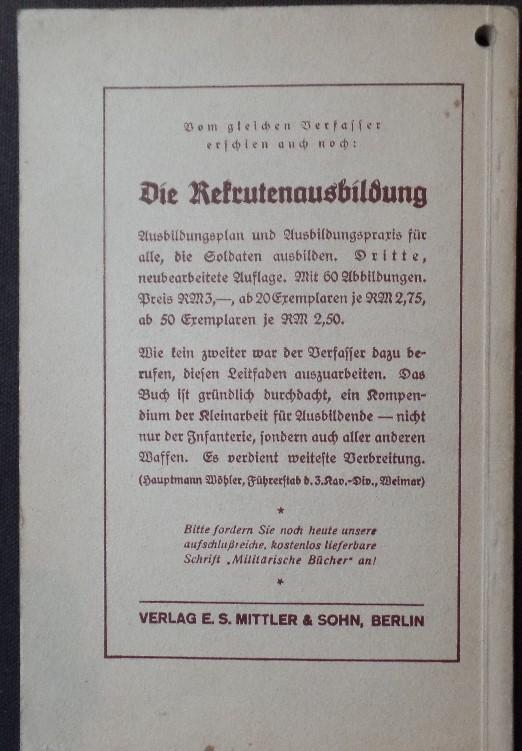 Vom gleichen Verfasser
erschien auch noch:
Die Rekrutenausbildung
Ausbildungsplan und Ausbildungspraxis für
alle, die Soldaten ausbilden. Dritte,
neubearbeitete Auflage. Mit 60 Abbildungen.
Preis RM 3,—, ab 20 Exemplaren je RM 2,75,
ab 50 Exemplaren je RM 2,50.
Wie kein zweiter war der Verfasser dazu be-
rufen, diesen Leitfaden auszuarbeiten. Das
Buch ist gründlich durchdacht, ein Kompen-
dium der Kleinarbeit für Ausbildende — nicht
nur der Infanterie, sondern auch aller anderen
Waffen. Es verdient weiteste Verbreitung.
(Hauptmann Wöhler, Führerstab d. 3. Kav.-Div., Weimar)
*
Bitte fordern Sie noch heute unsere
aufschlußreiche, kostenlos lieferbare
Schrift „Militärische Bücher" an!
*
VERLAG E. S. MITTLER & SOHN, BERLIN